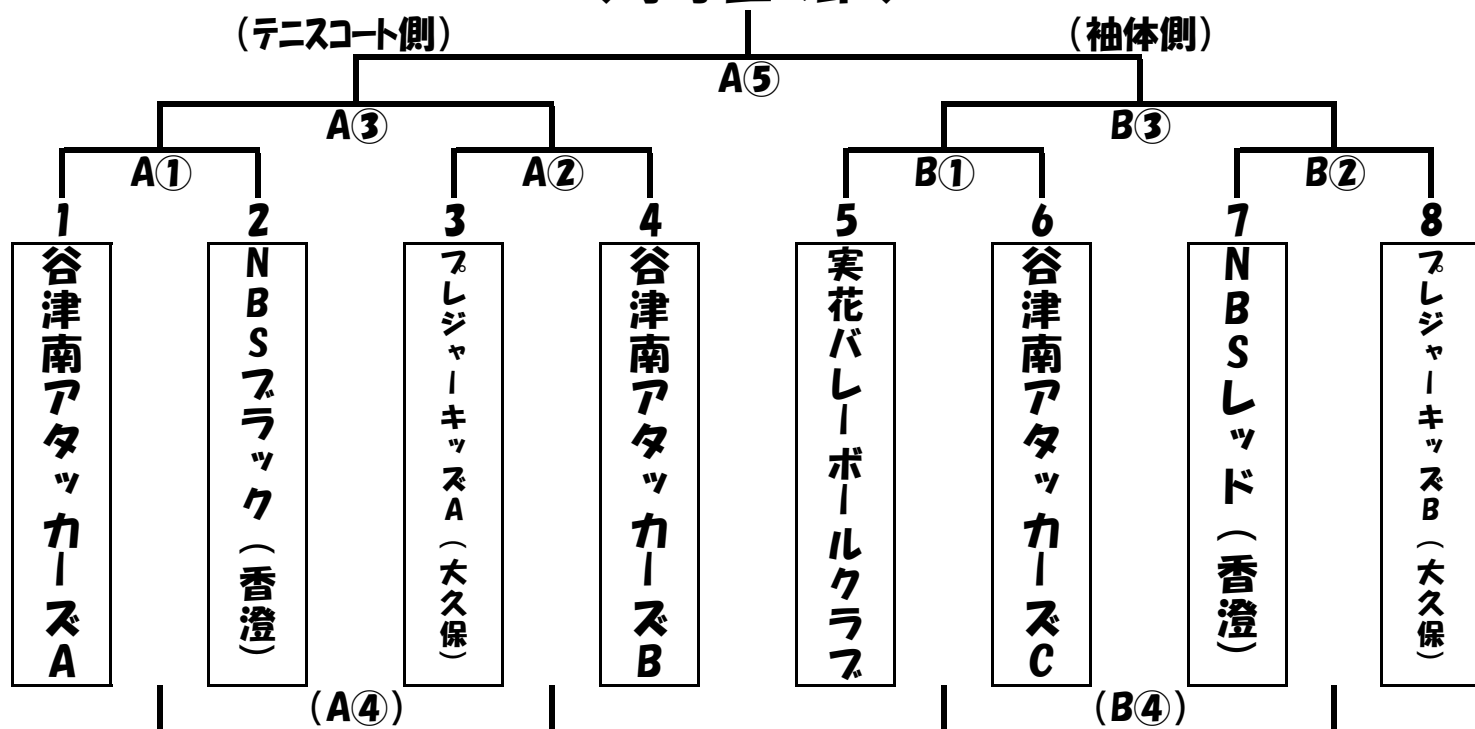 (テニスコート側)
(袖体側)
A⑤
A③
B③
A①
A②
B①
B②
1
2
3
4
5
6
7
8
谷津南アタッカーズA
NBSブラック(香澄)
プレジャーキッズA(大久保)
谷津南アタッカーズB
実花バレーボールクラブ
谷津南アタッカーズC
NBSレッド(香澄)
プレジャーキッズB(大久保)
(A④)
(B④)